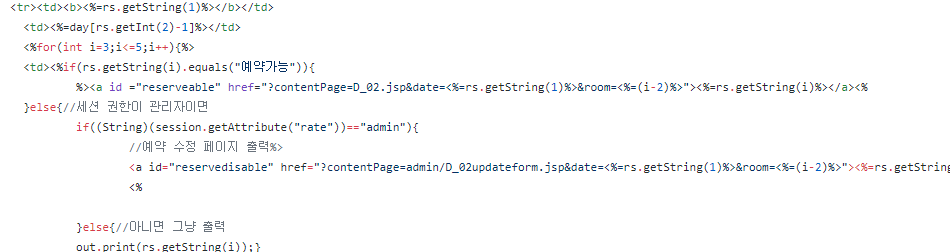 <tr><td><b><%=rs.getString(1)%></b></td>
<td><%=day[rs.getInt(2)-1]%></td>
<%for(int i=3;i<=5;i++){%>
<td><%if(rs.getString(i).equals("예약가능")){
%><a id ="reserveable" href="?contentPage=D_02.jsp&date=<%=rs.getString(1)%>&room=<%=(i-2)%>"><%=rs.getString(i)%></a><%
}else{//세션 권한이 관리자이면
if((String)(session.getAttribute("rate"))=="admin"){
//예약 수정 페이지 출력%>
<a id="reservedisable" href="?contentPage=admin/D_02updateform.jsp&date=<%=rs.getString(1)%>&room=<%=(i-2)%>"><%=rs.getString
<%
}else{//아니면 그냥 출력
out.print(rs.getString(i));}